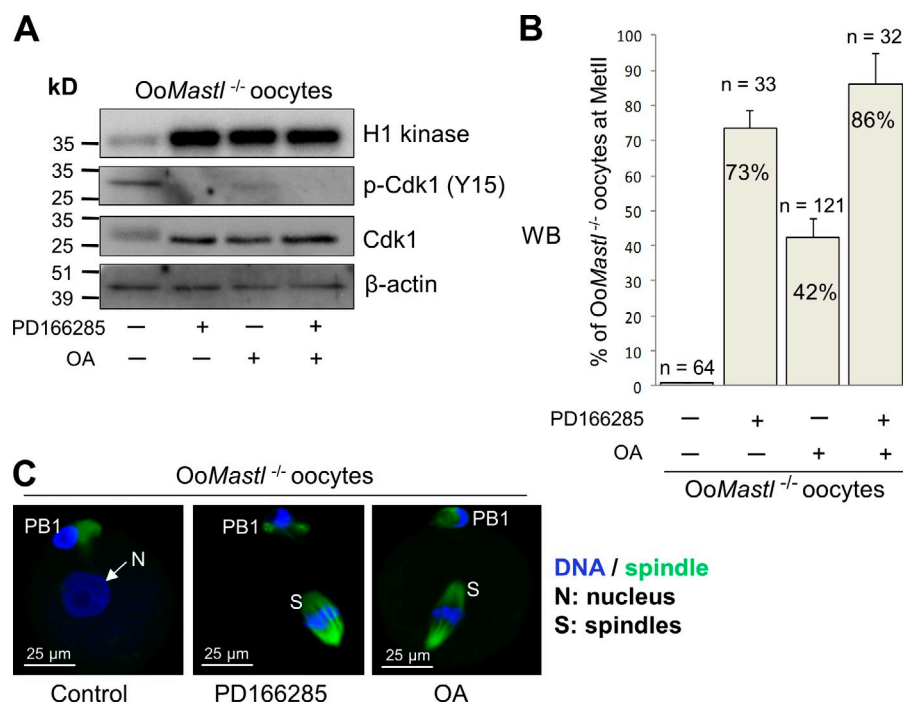 A
kD
OoMastl -/- oocytes
35
H1 kinase
35
25
p-Cdk1 (Y15)
35
25
Cdk1
51
39
β-actin
PD166285 — + — +
OA — — + +
WB
B
% of OoMastl -/- oocytes at MetII
100
90
80
70
60
50
40
30
20
10
0
n = 64
n = 33
73%
n = 121
42%
n = 32
86%
PD166285 — + — +
OA — — + +
OoMastl -/- oocytes
C
OoMastl -/- oocytes
PB1
N
25 µm
Control
PB1
S
25 µm
PD166285
PB1
S
25 µm
OA
DNA / spindle
N: nucleus
S: spindles